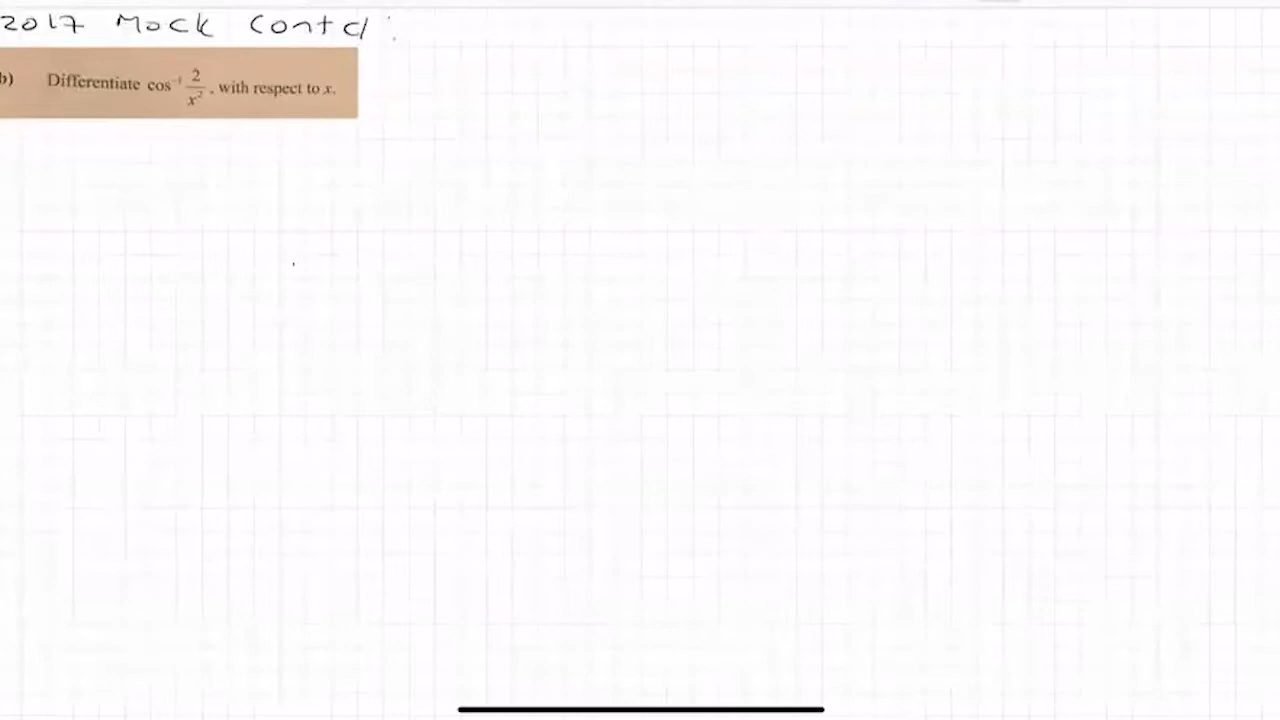 2017 Mock Contd :
b) Differentiate cos⁻¹ 2/x², with respect to x.